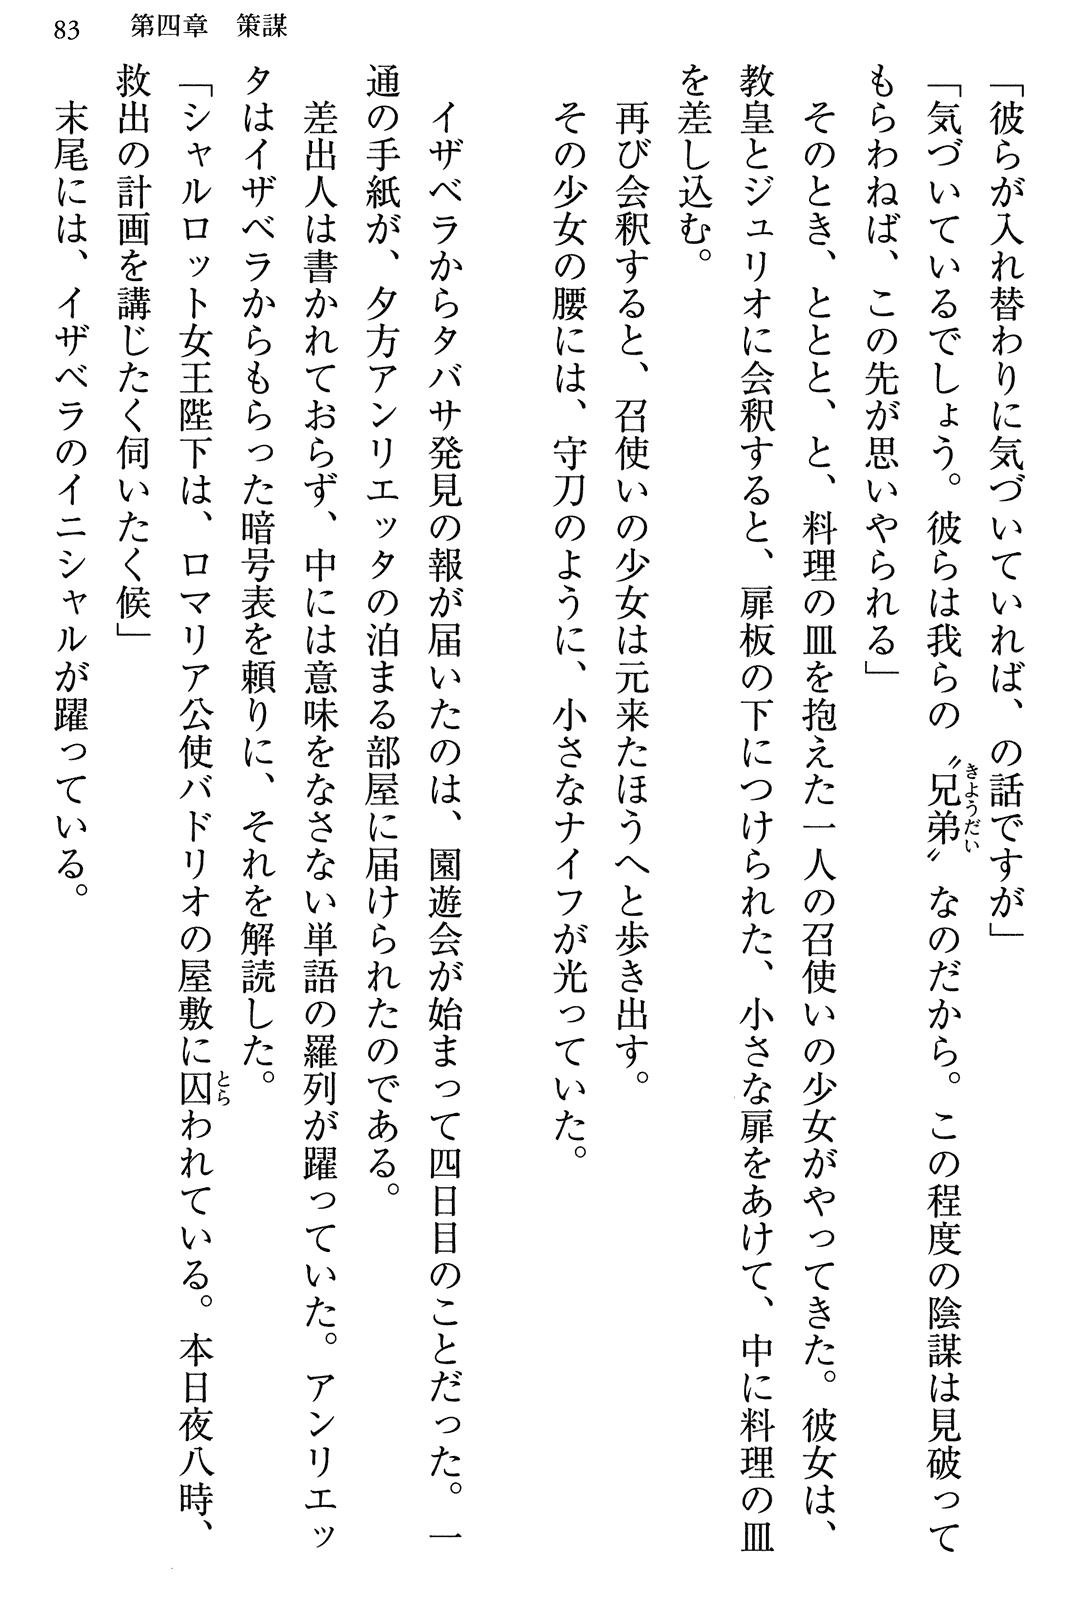 83　第四章　策謀
「彼らが入れ替わりに気づいていれば、の話ですが」
「気づいているでしょう。彼らは我らの〝兄弟〟なのだから。この程度の陰謀は見破って
きようだい
もらわねば、この先が思いやられる」
　そのとき、ととと、と、料理の皿を抱えた一人の召使いの少女がやってきた。彼女は、
教皇とジュリオに会釈すると、扉板の下につけられた、小さな扉をあけて、中に料理の皿
を差し込む。
　再び会釈すると、召使いの少女は元来たほうへと歩き出す。
　その少女の腰には、守刀のように、小さなナイフが光っていた。
　イザベラからタバサ発見の報が届いたのは、園遊会が始まって四日目のことだった。一
通の手紙が、夕方アンリエッタの泊まる部屋に届けられたのである。
　差出人は書かれておらず、中には意味をなさない単語の羅列が躍っていた。アンリエッ
タはイザベラからもらった暗号表を頼りに、それを解読した。
「シャルロット女王陛下は、ロマリア公使バドリオの屋敷に囚われている。本日夜八時、
とら
救出の計画を講じたく伺いたく候」
　末尾には、イザベラのイニシャルが躍っている。